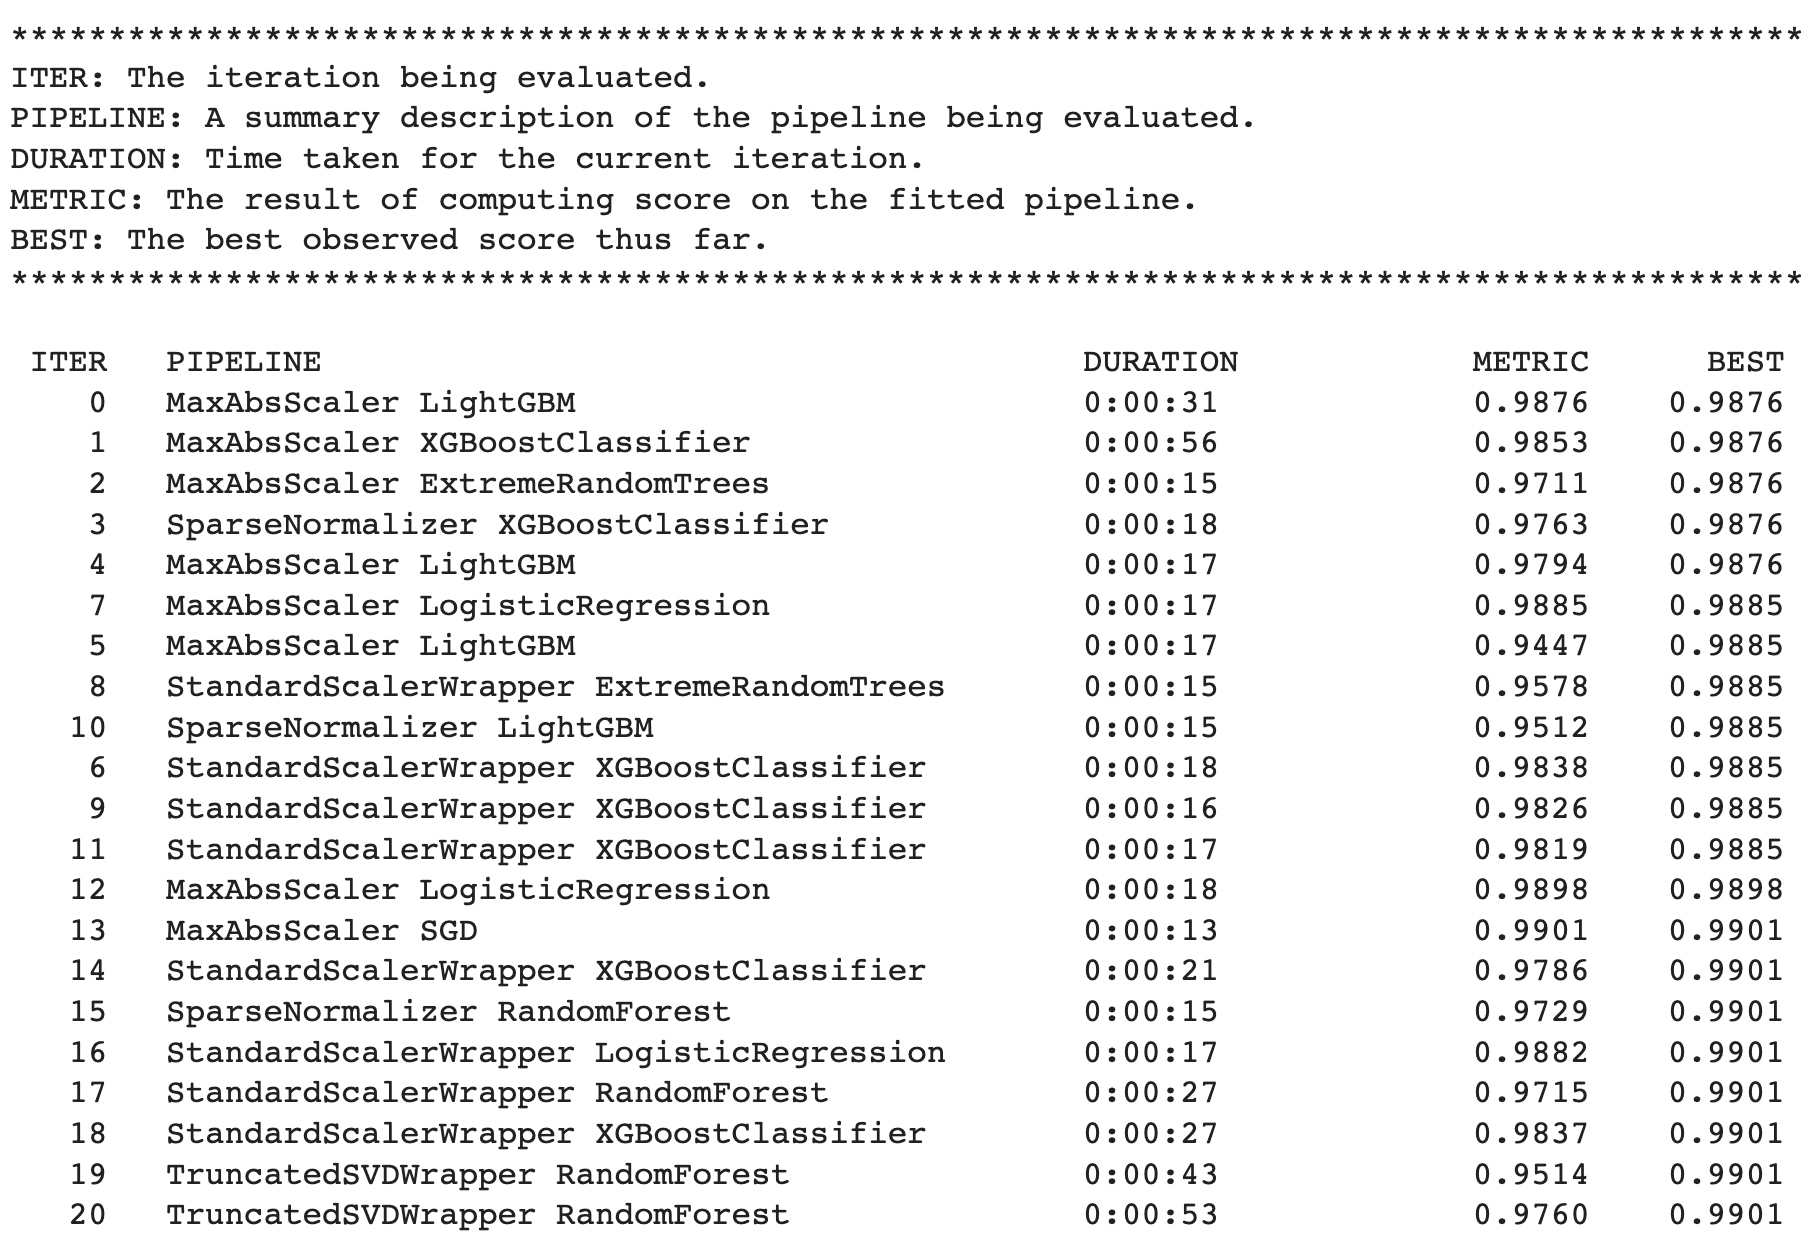 ********************************************************************************************
ITER: The iteration being evaluated.
PIPELINE: A summary description of the pipeline being evaluated.
DURATION: Time taken for the current iteration.
METRIC: The result of computing score on the fitted pipeline.
BEST: The best observed score thus far.
********************************************************************************************
ITER PIPELINE DURATION METRIC BEST
0 MaxAbsScaler LightGBM 0:00:31 0.9876 0.9876
1 MaxAbsScaler XGBoostClassifier 0:00:56 0.9853 0.9876
2 MaxAbsScaler ExtremeRandomTrees 0:00:15 0.9711 0.9876
3 SparseNormalizer XGBoostClassifier 0:00:18 0.9763 0.9876
4 MaxAbsScaler LightGBM 0:00:17 0.9794 0.9876
7 MaxAbsScaler LogisticRegression 0:00:17 0.9885 0.9885
5 MaxAbsScaler LightGBM 0:00:17 0.9447 0.9885
8 StandardScalerWrapper ExtremeRandomTrees 0:00:15 0.9578 0.9885
10 SparseNormalizer LightGBM 0:00:15 0.9512 0.9885
6 StandardScalerWrapper XGBoostClassifier 0:00:18 0.9838 0.9885
9 StandardScalerWrapper XGBoostClassifier 0:00:16 0.9826 0.9885
11 StandardScalerWrapper XGBoostClassifier 0:00:17 0.9819 0.9885
12 MaxAbsScaler LogisticRegression 0:00:18 0.9898 0.9898
13 MaxAbsScaler SGD 0:00:13 0.9901 0.9901
14 StandardScalerWrapper XGBoostClassifier 0:00:21 0.9786 0.9901
15 SparseNormalizer RandomForest 0:00:15 0.9729 0.9901
16 StandardScalerWrapper LogisticRegression 0:00:17 0.9882 0.9901
17 StandardScalerWrapper RandomForest 0:00:27 0.9715 0.9901
18 StandardScalerWrapper XGBoostClassifier 0:00:27 0.9837 0.9901
19 TruncatedSVDWrapper RandomForest 0:00:43 0.9514 0.9901
20 TruncatedSVDWrapper RandomForest 0:00:53 0.9760 0.9901